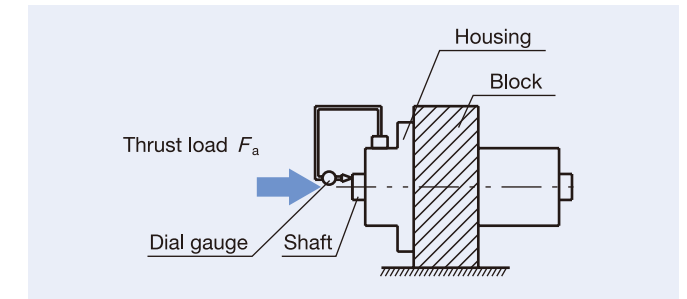 Housing
Block
Thrust load Fa
Dial gauge
Shaft